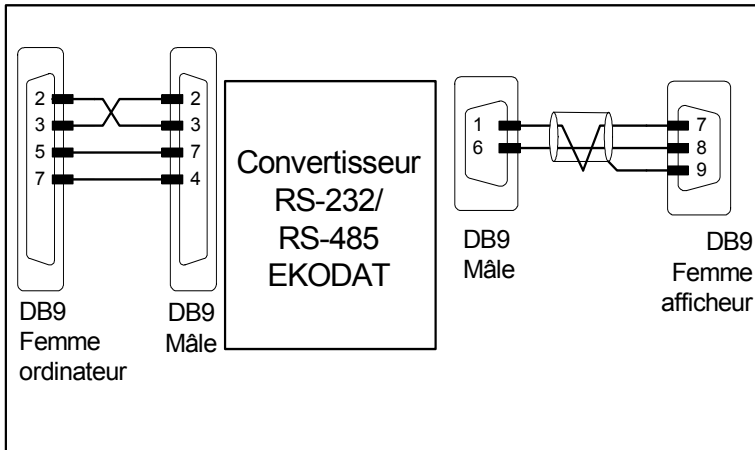 2 2
3 3
5 7
7 4
DB9
Femme
ordinateur
DB9
Mâle
Convertisseur
RS-232/
RS-485
EKODAT
1 7
6 8
9
DB9
Mâle
DB9
Femme
afficheur